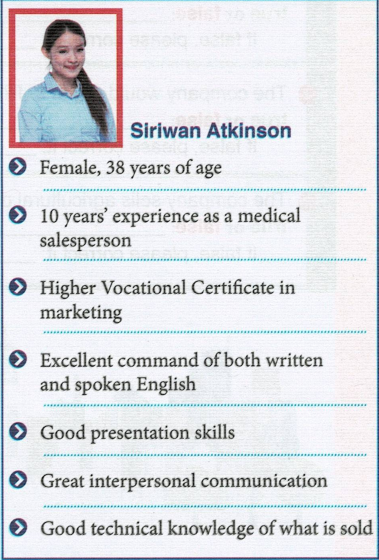 Siriwan Atkinson
Female, 38 years of age
10 years’ experience as a medical
salesperson
Higher Vocational Certificate in
marketing
Excellent command of both written
and spoken English
Good presentation skills
Great interpersonal communication
Good technical knowledge of what is sold